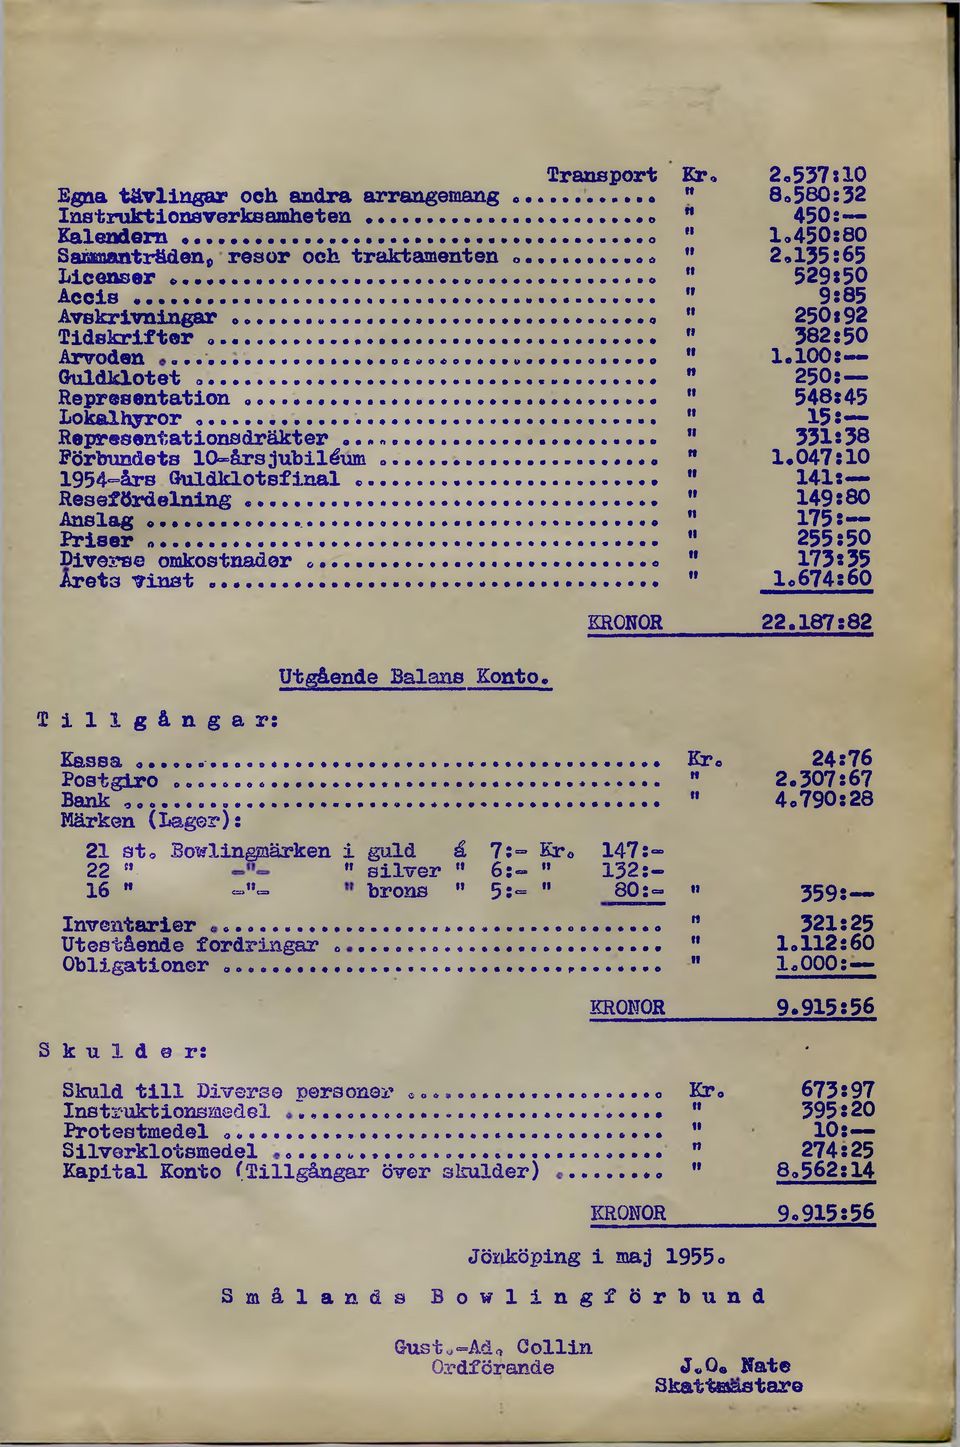 Transport Kr. 2.537:10
Egna tävlingar och andra arrangemang ............ " 8.580:32
Instruktionsverksamheten ........................ " 450:--
Kalendern ....................................... " 1.450:80
Sammanträden, resor och traktamenten ............ " 2.135:65
Licenser ........................................ " 529:50
Accis ........................................... " 9:85
Avskrivningar ................................... " 250:92
Tidskrifter ..................................... " 382:50
Arvoden ......................................... " 1.100:--
Guldklotet ...................................... " 250:--
Representation .................................. " 548:45
Lokalhyror ...................................... " 15:--
Representationsdräkter .......................... " 331:38
Förbundets 10-årsjubiléum ....................... " 1.047:10
1954-års Guldklotsfinal ......................... " 141:--
Resefördelning .................................. " 149:80
Anslag .......................................... " 175:--
Priser .......................................... " 255:50
Diverse omkostnader ............................. " 173:35
Årets vinst ..................................... " 1.674:60
KRONOR 22.187:82
Utgående Balans Konto.
T i l l g å n g a r:
Kassa ........................................... Kr. 24:76
Postgiro ........................................ " 2.307:67
Bank ............................................ " 4.790:28
Märken (Lager):
21 st. Bowlingmärken i guld á 7:- Kr. 147:-
22 " -"- " silver " 6:- " 132:-
16 " -"- " brons " 5:- " 80:- " 359:--
Inventarier ..................................... " 321:25
Utestående fordringar ........................... " 1.112:60
Obligationer .................................... " 1.000:--
KRONOR 9.915:56
S k u l d e r:
Skuld till Diverse personer ..................... Kr. 673:97
Instruktionsmedel ............................... " 395:20
Protestmedel .................................... " 10:--
Silverklotsmedel ................................ " 274:25
Kapital Konto (Tillgångar över skulder) ......... " 8.562:14
KRONOR 9.915:56
Jönköping i maj 1955.
S m å l a n d s B o w l i n g f ö r b u n d
Gust.-Ad. Collin
Ordförande
J.O. Nate
Skattmästare